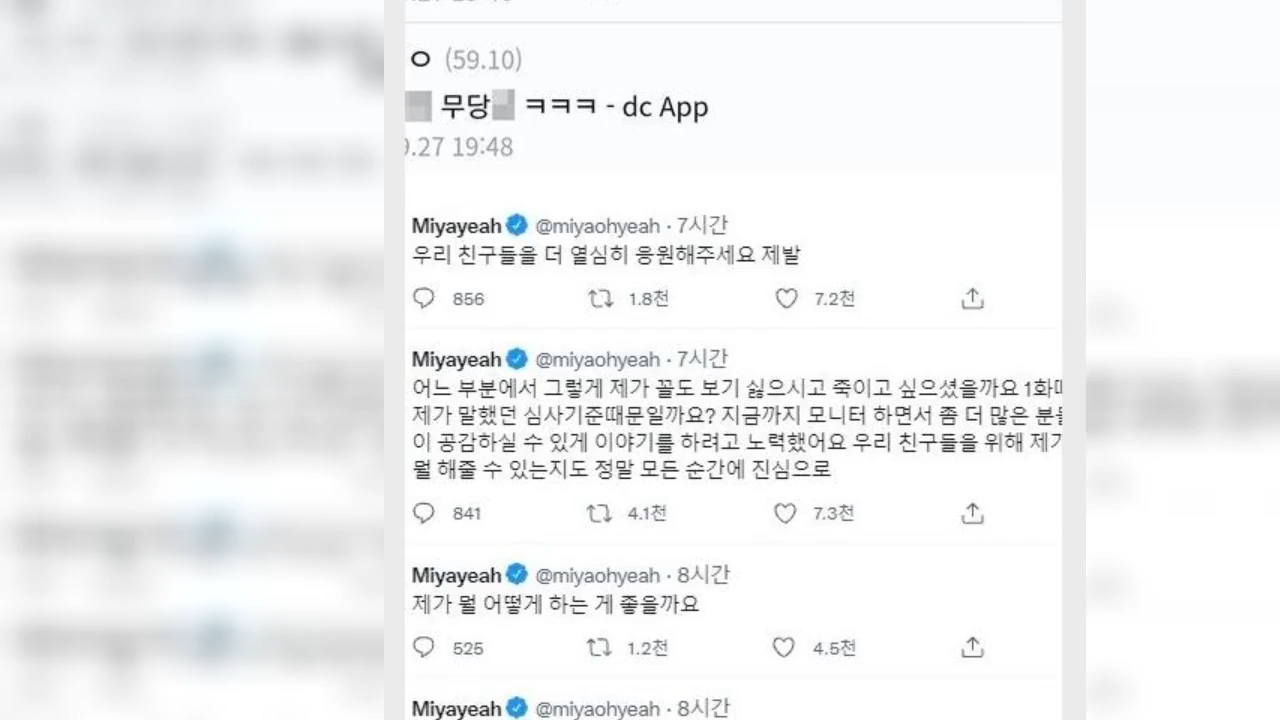 ㅇ (59.10)
무당 ㅋㅋㅋ - dc App
9.27 19:48
Miyayeah @miyaohyeah · 7시간
우리 친구들을 더 열심히 응원해주세요 제발
856 1.8천 7.2천
Miyayeah @miyaohyeah · 7시간
어느 부분에서 그렇게 제가 꼴도 보기 싫으시고 죽이고 싶으셨을까요 1화
제가 말했던 심사기준때문일까요? 지금까지 모니터 하면서 좀 더 많은
이 공감하실 수 있게 이야기를 하려고 노력했어요 우리 친구들을 위해 제가
뭘 해줄 수 있는지도 정말 모든 순간에 진심으로
841 4.1천 7.3천
Miyayeah @miyaohyeah · 8시간
제가 뭘 어떻게 하는 게 좋을까요
525 1.2천 4.5천
Miyayeah @miyaohyeah · 8시간